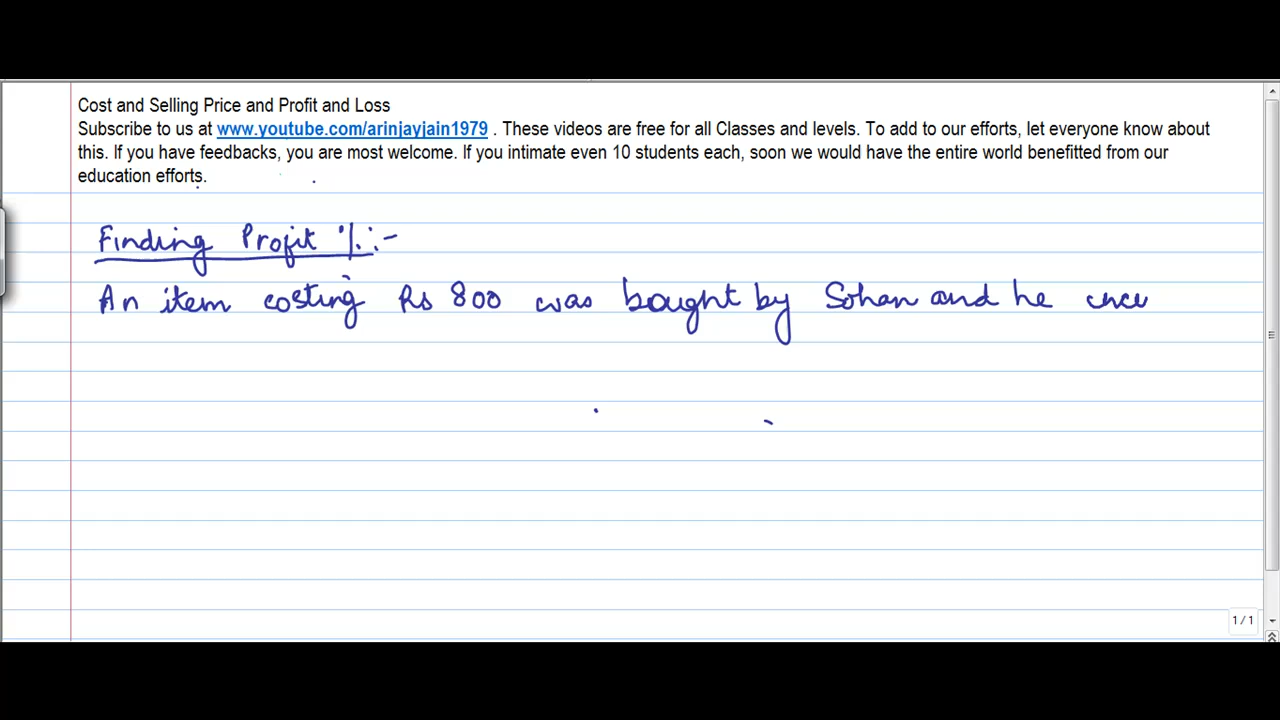 Cost and Selling Price and Profit and Loss
Subscribe to us at www.youtube.com/arinjayjain1979 . These videos are free for all Classes and levels. To add to our efforts, let everyone know about
this. If you have feedbacks, you are most welcome. If you intimate even 10 students each, soon we would have the entire world benefitted from our
education efforts.
Finding Profit %:-
An item costing Rs 800 was bought by Sohan and he
1 / 1